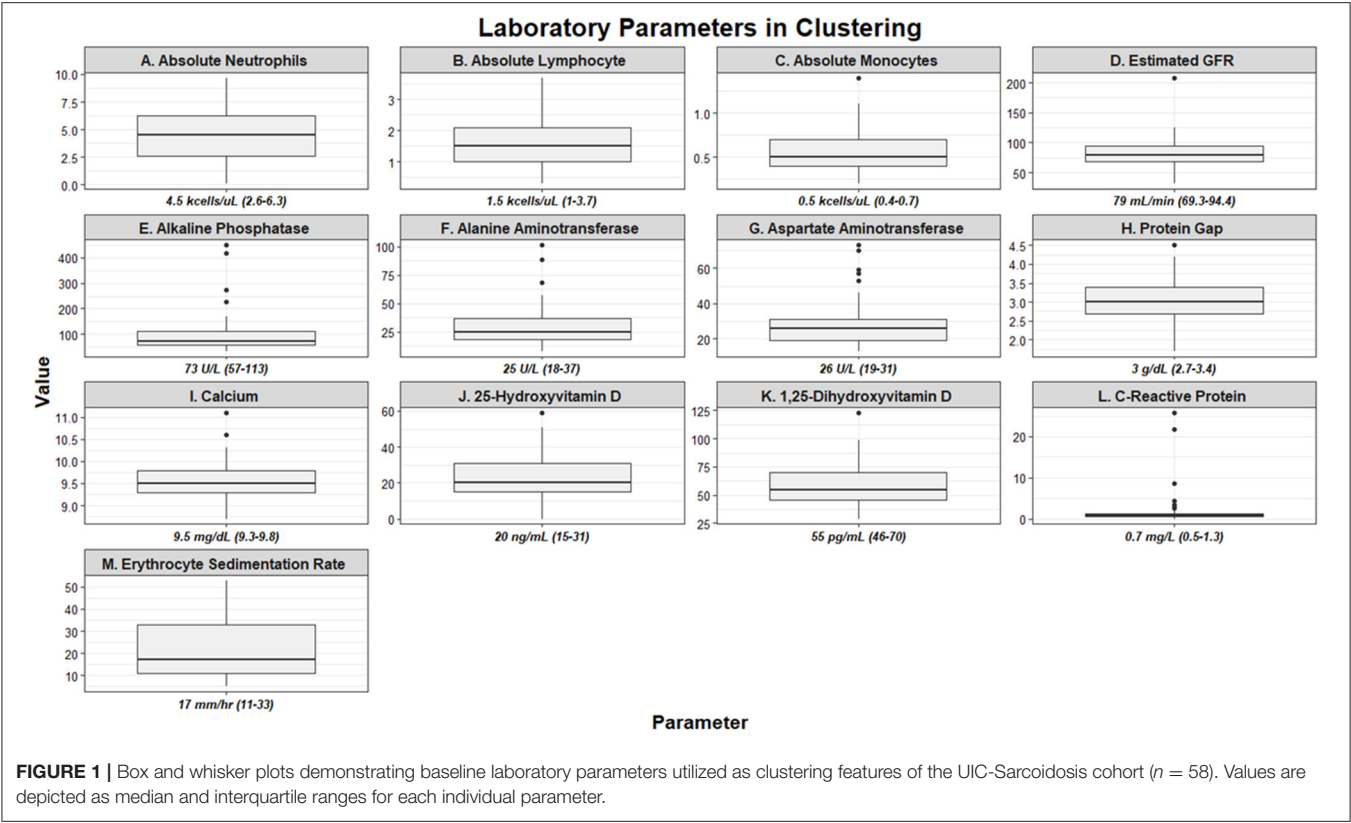 Laboratory Parameters in Clustering
A. Absolute Neutrophils
B. Absolute Lymphocyte
C. Absolute Monocytes
D. Estimated GFR
10.0
7.5
5.0
2.5
0.0
3
2
1
1.0
0.5
200
150
100
50
4.5 kcells/uL (2.6-6.3)
1.5 kcells/uL (1-3.7)
0.5 kcells/uL (0.4-0.7)
79 mL/min (69.3-94.4)
E. Alkaline Phosphatase
F. Alanine Aminotransferase
G. Aspartate Aminotransferase
H. Protein Gap
400
300
200
100
100
75
50
25
60
40
20
4.5
4.0
3.5
3.0
2.5
2.0
73 U/L (57-113)
25 U/L (18-37)
26 U/L (19-31)
3 g/dL (2.7-3.4)
Value
I. Calcium
J. 25-Hydroxyvitamin D
K. 1,25-Dihydroxyvitamin D
L. C-Reactive Protein
11.0
10.5
10.0
9.5
9.0
60
40
20
0
125
100
75
50
25
20
10
0
9.5 mg/dL (9.3-9.8)
20 ng/mL (15-31)
55 pg/mL (46-70)
0.7 mg/L (0.5-1.3)
M. Erythrocyte Sedimentation Rate
50
40
30
20
10
17 mm/hr (11-33)
Parameter
FIGURE 1 | Box and whisker plots demonstrating baseline laboratory parameters utilized as clustering features of the UIC-Sarcoidosis cohort (n = 58). Values are
depicted as median and interquartile ranges for each individual parameter.